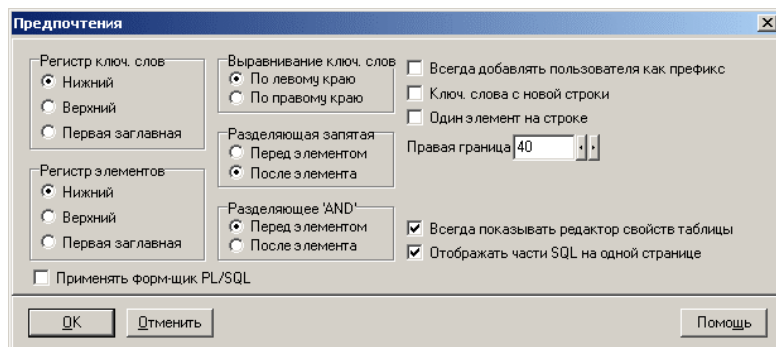 Предпочтения
Регистр ключ. слов
Нижний
Верхний
Первая заглавная
Регистр элементов
Нижний
Верхний
Первая заглавная
Применять форм-щик PL/SQL
Выравнивание ключ. слов
По левому краю
По правому краю
Разделяющая запятая
Перед элементом
После элемента
Разделяющее 'AND'
Перед элементом
После элемента
Всегда добавлять пользователя как префикс
Ключ. слова с новой строки
Один элемент на строке
Правая граница 40
Всегда показывать редактор свойств таблицы
Отображать части SQL на одной странице
OK Отменить Помощь